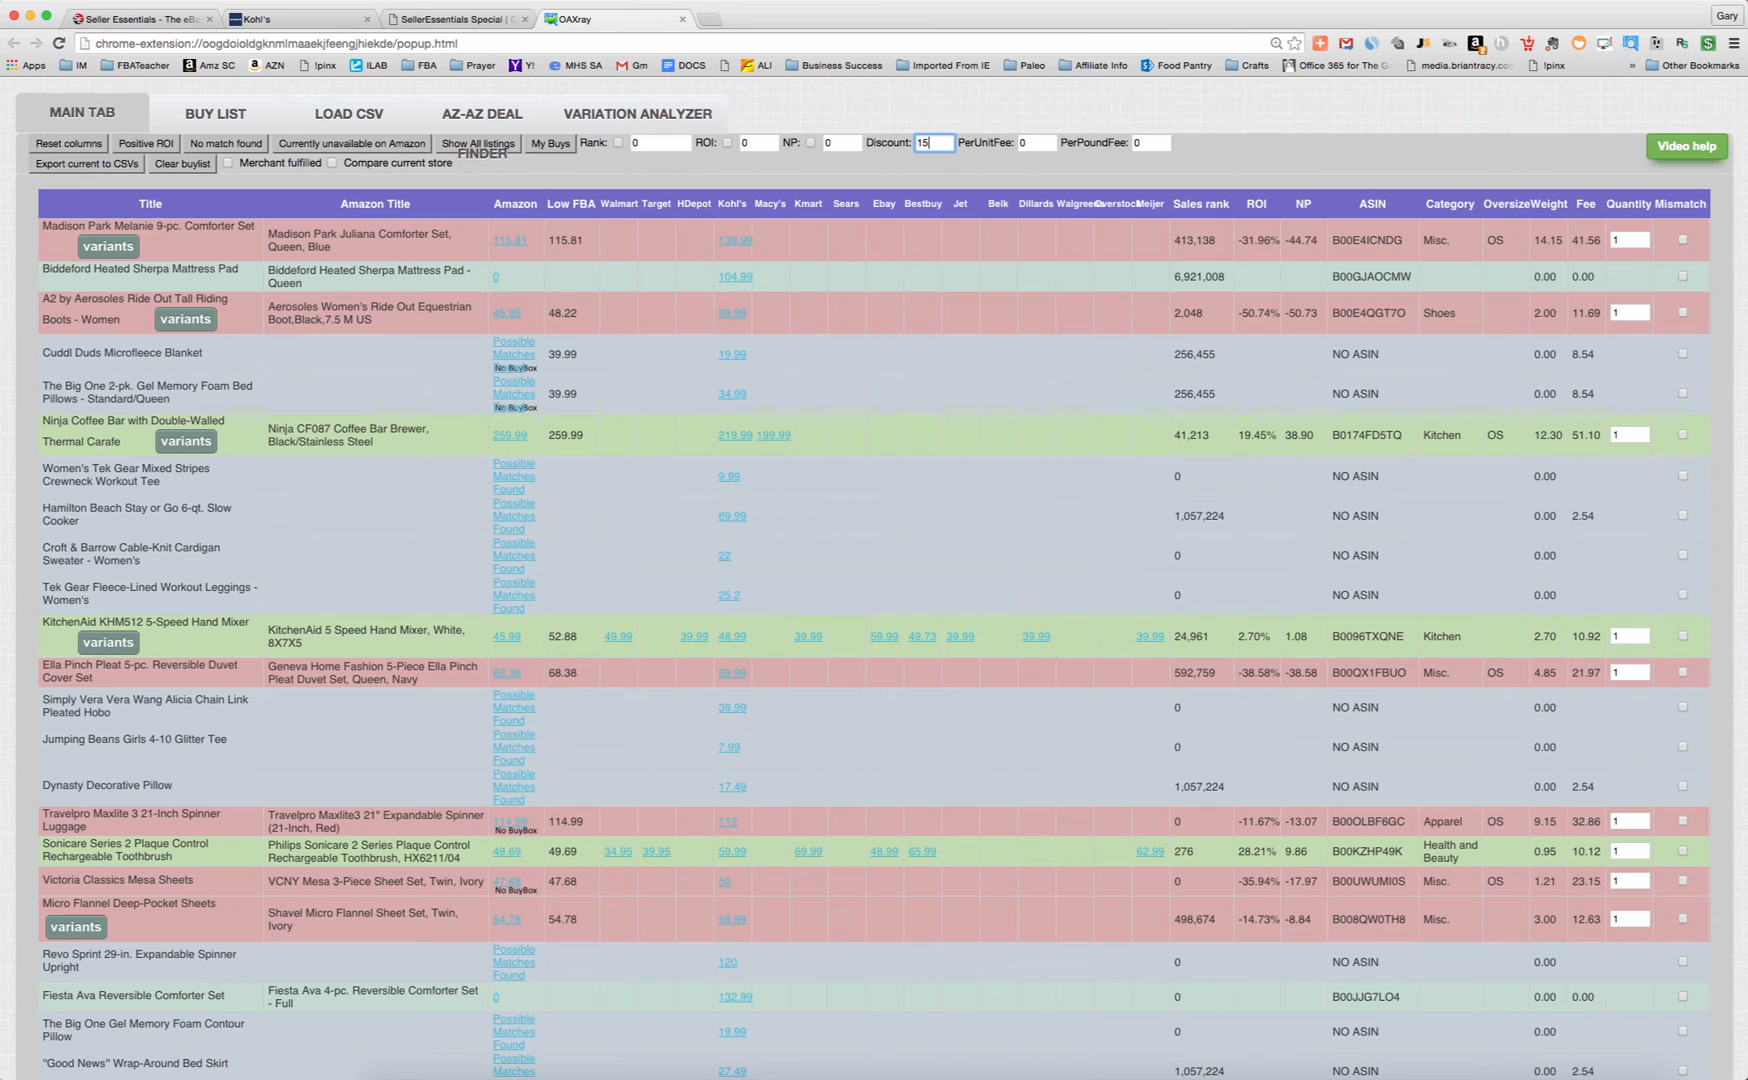 Seller Essentials - The eBa
Kohl's
SellerEssentials Special | C
OAXray
Gary
chrome-extension://oogdoioldgknmlmaaekjfeengjhiekde/popup.html
Apps IM FBATeacher Amz SC AZN !pinx ILAB FBA Prayer Y! MHS SA Gm DOCS ALI Business Success Imported From IE Paleo Affiliate Info Food Pantry Crafts Office 365 for The G media.briantracy.co !pinx » Other Bookmarks
MAIN TAB BUY LIST LOAD CSV AZ-AZ DEAL FINDER VARIATION ANALYZER
Reset columns Positive ROI No match found Currently unavailable on Amazon Show All listings My Buys Rank: 0 ROI: 0 NP: 0 Discount: 15 PerUnitFee: 0 PerPoundFee: 0
Video help
Export current to CSVs Clear buylist Merchant fulfilled Compare current store
Title Amazon Title Amazon Low FBA Walmart Target HDepot Kohl's Macy's Kmart Sears Ebay Bestbuy Jet Belk Dillards Walgreens Overstock Meijer Sales rank ROI NP ASIN Category Oversize Weight Fee Quantity Mismatch
Madison Park Melanie 9-pc. Comforter Set
variants
Madison Park Juliana Comforter Set,
Queen, Blue
115.81 115.81 139.99 413,138 -31.96% -44.74 B00E4ICNDG Misc. OS 14.15 41.56 1
Biddeford Heated Sherpa Mattress Pad
Biddeford Heated Sherpa Mattress Pad -
Queen
0 104.99 6,921,008 B00GJAOCMW 0.00 0.00
A2 by Aerosoles Ride Out Tall Riding
Boots - Women variants
Aerosoles Women's Ride Out Equestrian
Boot,Black,7.5 M US
45.95 48.22 99.99 2,048 -50.74% -50.73 B00E4QGT7O Shoes 2.00 11.69 1
Cuddl Duds Microfleece Blanket
Possible
Matches
No BuyBox
39.99 19.99 256,455 NO ASIN 0.00 8.54
The Big One 2-pk. Gel Memory Foam Bed
Pillows - Standard/Queen
Possible
Matches
No BuyBox
39.99 34.99 256,455 NO ASIN 0.00 8.54
Ninja Coffee Bar with Double-Walled
Thermal Carafe variants
Ninja CF087 Coffee Bar Brewer,
Black/Stainless Steel
259.99 259.99 219.99 199.99 41,213 19.45% 38.90 B0174FD5TQ Kitchen OS 12.30 51.10 1
Women's Tek Gear Mixed Stripes
Crewneck Workout Tee
Possible
Matches
Found
9.99 0 NO ASIN 0.00
Hamilton Beach Stay or Go 6-qt. Slow
Cooker
Possible
Matches
Found
69.99 1,057,224 NO ASIN 0.00 2.54
Croft & Barrow Cable-Knit Cardigan
Sweater - Women's
Possible
Matches
Found
22 0 NO ASIN 0.00
Tek Gear Fleece-Lined Workout Leggings -
Women's
Possible
Matches
Found
25.2 0 NO ASIN 0.00
KitchenAid KHM512 5-Speed Hand Mixer
variants
KitchenAid 5 Speed Hand Mixer, White,
8X7X5
45.99 52.88 49.99 39.99 48.99 39.99 59.99 49.73 39.99 39.99 39.99 24,961 2.70% 1.08 B0096TXQNE Kitchen 2.70 10.92 1
Ella Pinch Pleat 5-pc. Reversible Duvet
Cover Set
Geneva Home Fashion 5-Piece Ella Pinch
Pleat Duvet Set, Queen, Navy
68.38 68.38 99.99 592,759 -38.58% -38.58 B00QX1FBUO Misc. OS 4.85 21.97 1
Simply Vera Vera Wang Alicia Chain Link
Pleated Hobo
Possible
Matches
Found
39.99 0 NO ASIN 0.00
Jumping Beans Girls 4-10 Glitter Tee
Possible
Matches
Found
7.99 0 NO ASIN 0.00
Dynasty Decorative Pillow
Possible
Matches
Found
17.49 1,057,224 NO ASIN 0.00 2.54
Travelpro Maxlite 3 21-Inch Spinner
Luggage
Travelpro Maxlite3 21" Expandable Spinner
(21-Inch, Red)
114.99 114.99 112 0 -11.67% -13.07 B00OLBF6GC Apparel OS 9.15 32.86 1
No BuyBox
Sonicare Series 2 Plaque Control
Rechargeable Toothbrush
Philips Sonicare 2 Series Plaque Control
Rechargeable Toothbrush, HX6211/04
49.69 49.69 34.95 39.95 59.99 69.99 48.99 65.99 62.99 276 28.21% 9.86 B00KZHP49K Health and Beauty 0.95 10.12 1
Victoria Classics Mesa Sheets
VCNY Mesa 3-Piece Sheet Set, Twin, Ivory
47.68 47.68 50 0 -35.94% -17.97 B00UWUMI0S Misc. OS 1.21 23.15 1
No BuyBox
Micro Flannel Deep-Pocket Sheets
variants
Shavel Micro Flannel Sheet Set, Twin,
Ivory
54.78 54.78 59.99 498,674 -14.73% -8.84 B008QW0TH8 Misc. 3.00 12.63 1
Revo Sprint 29-in. Expandable Spinner
Upright
Possible
Matches
Found
120 0 NO ASIN 0.00
Fiesta Ava Reversible Comforter Set
Fiesta Ava 4-pc. Reversible Comforter Set
- Full
0 132.99 0 B00JJG7LO4 0.00 0.00
The Big One Gel Memory Foam Contour
Pillow
Possible
Matches
Found
19.99 0 NO ASIN 0.00
"Good News" Wrap-Around Bed Skirt
Possible
Matches
27.49 1,057,224 NO ASIN 0.00 2.54